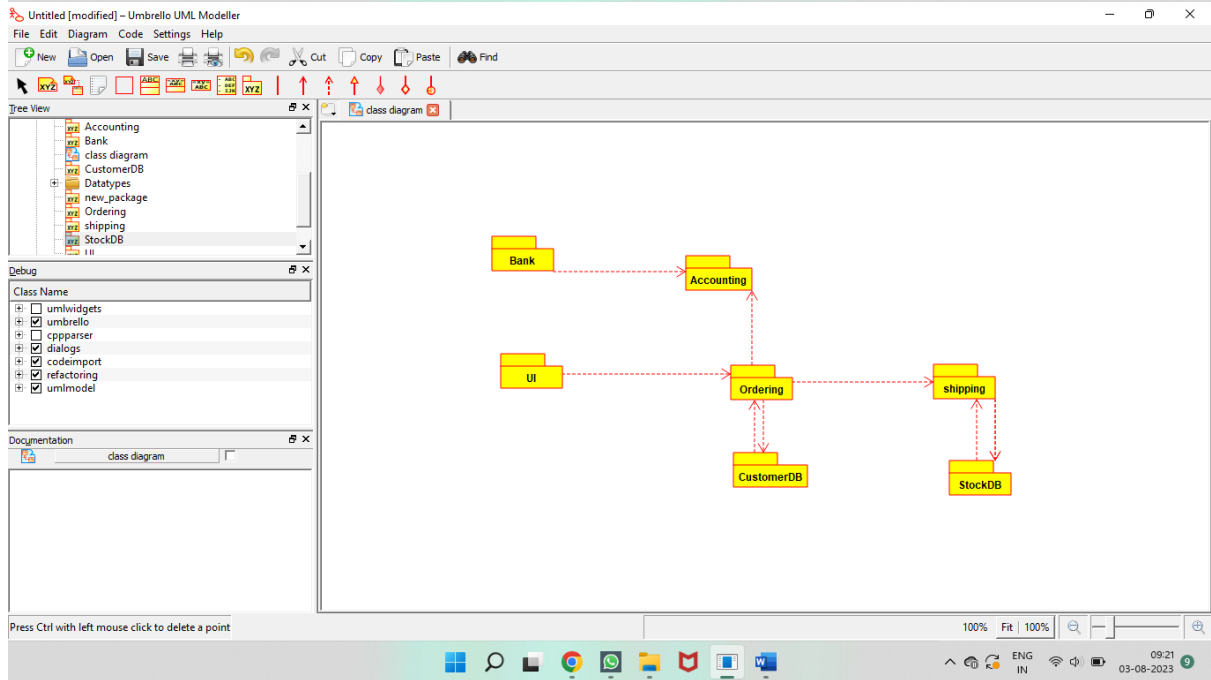 Untitled [modified] – Umbrello UML Modeller
File Edit Diagram Code Settings Help
New Open Save Cut Copy Paste Find
Tree View
class diagram
Accounting
Bank
class diagram
CustomerDB
Datatypes
new_package
Ordering
shipping
StockDB
UI
Debug
Class Name
umlwidgets
umbrello
cppparser
dialogs
codeimport
refactoring
umlmodel
Documentation
class diagram
Bank
Accounting
UI
Ordering
shipping
CustomerDB
StockDB
Press Ctrl with left mouse click to delete a point
100% Fit 100%
ENG
IN
09:21
03-08-2023
9